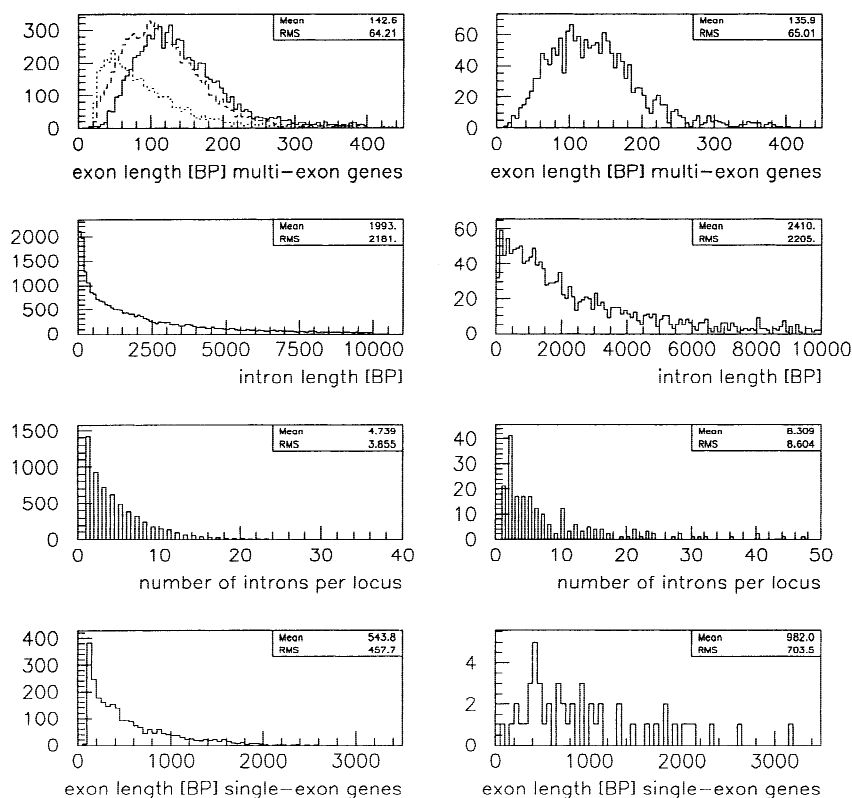 Mean 142.6
RMS 64.21
300
200
100
0
0 100 200 300 400
exon length [BP] multi-exon genes
Mean 135.9
RMS 65.01
60
40
20
0
0 100 200 300 400
exon length [BP] multi-exon genes
Mean 1993.
RMS 2181.
2000
1500
1000
500
0
0 2500 5000 7500 10000
intron length [BP]
Mean 2410.
RMS 2205.
60
40
20
0
0 2000 4000 6000 8000 10000
intron length [BP]
Mean 4.739
RMS 3.855
1500
1000
500
0
0 10 20 30 40
number of introns per locus
Mean 8.309
RMS 8.604
40
30
20
10
0
0 10 20 30 40 50
number of introns per locus
Mean 543.8
RMS 457.7
400
300
200
100
0
0 1000 2000 3000
exon length [BP] single-exon genes
Mean 982.0
RMS 703.5
4
2
0
0 1000 2000 3000
exon length [BP] single-exon genes